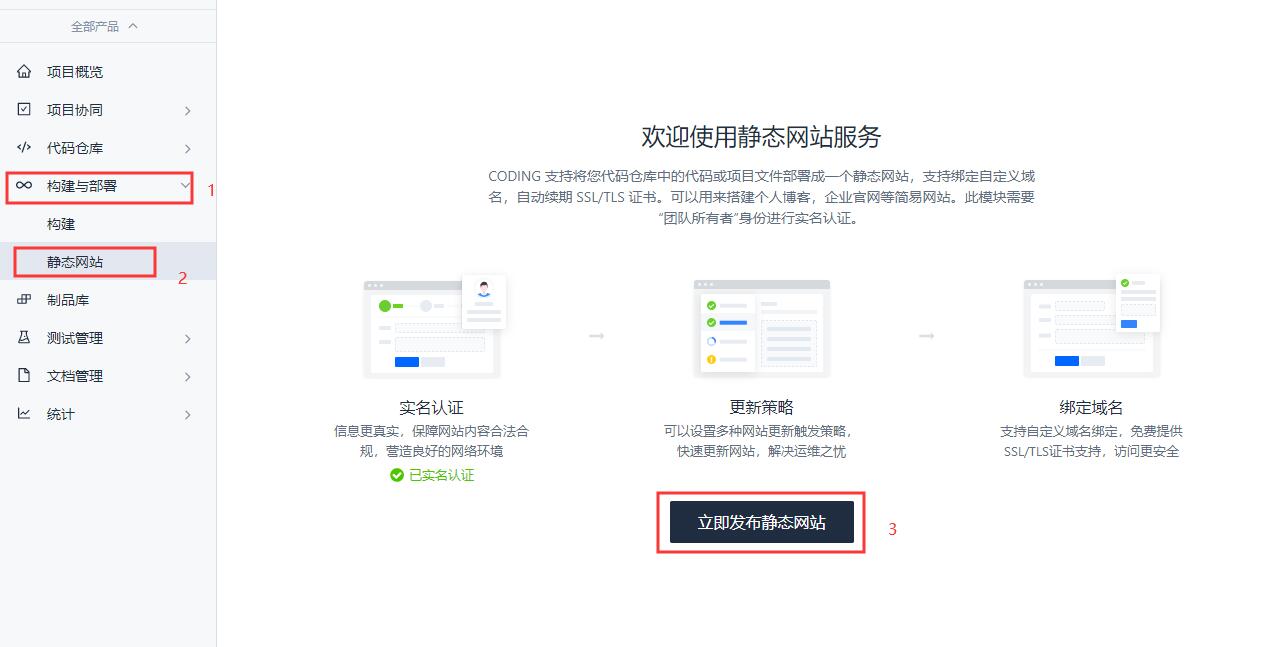 全部产品
项目概览
项目协同
代码仓库
构建与部署
1
构建
静态网站
2
制品库
测试管理
文档管理
统计
欢迎使用静态网站服务
CODING 支持将您代码仓库中的代码或项目文件部署成一个静态网站，支持绑定自定义域
名，自动续期 SSL/TLS 证书。可以用来搭建个人博客，企业官网等简易网站。此模块需要
“团队所有者”身份进行实名认证。
实名认证
信息更真实，保障网站内容合法合
规，营造良好的网络环境
已实名认证
更新策略
可以设置多种网站更新触发策略，
快速更新网站，解决运维之忧
绑定域名
支持自定义域名绑定，免费提供
SSL/TLS证书支持，访问更安全
立即发布静态网站
3